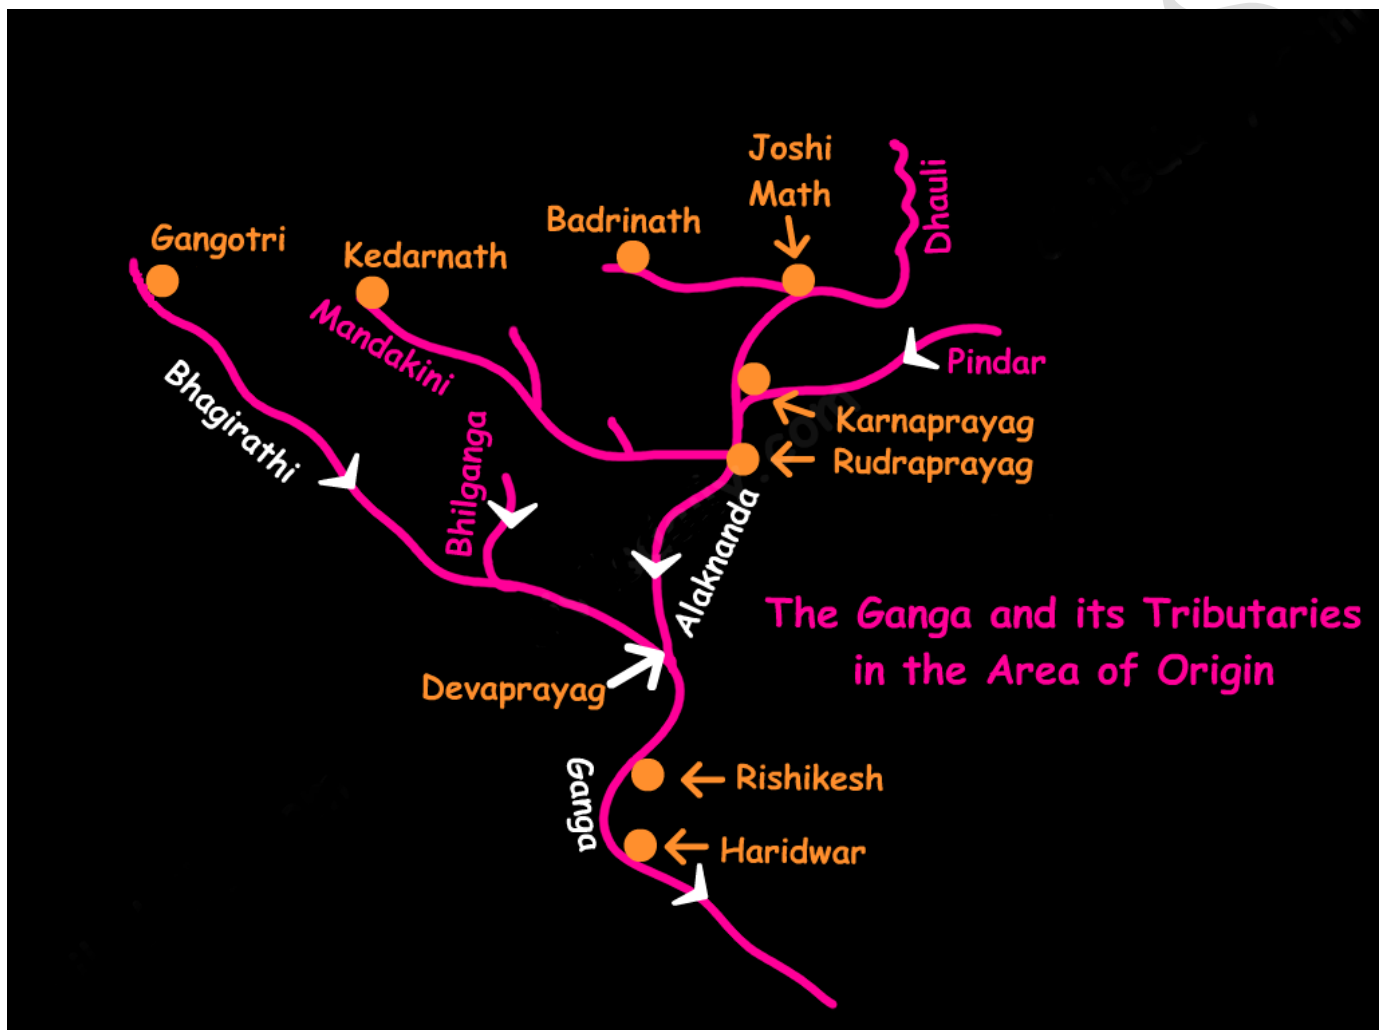 Joshi
Math
Dhauli
Badrinath
Gangotri
Kedarnath
Mandakini
Pindar
Bhagirathi
Karnaprayag
Rudraprayag
Bhilganga
Alaknanda
The Ganga and its Tributaries
in the Area of Origin
Devaprayag
Ganga
Rishikesh
Haridwar